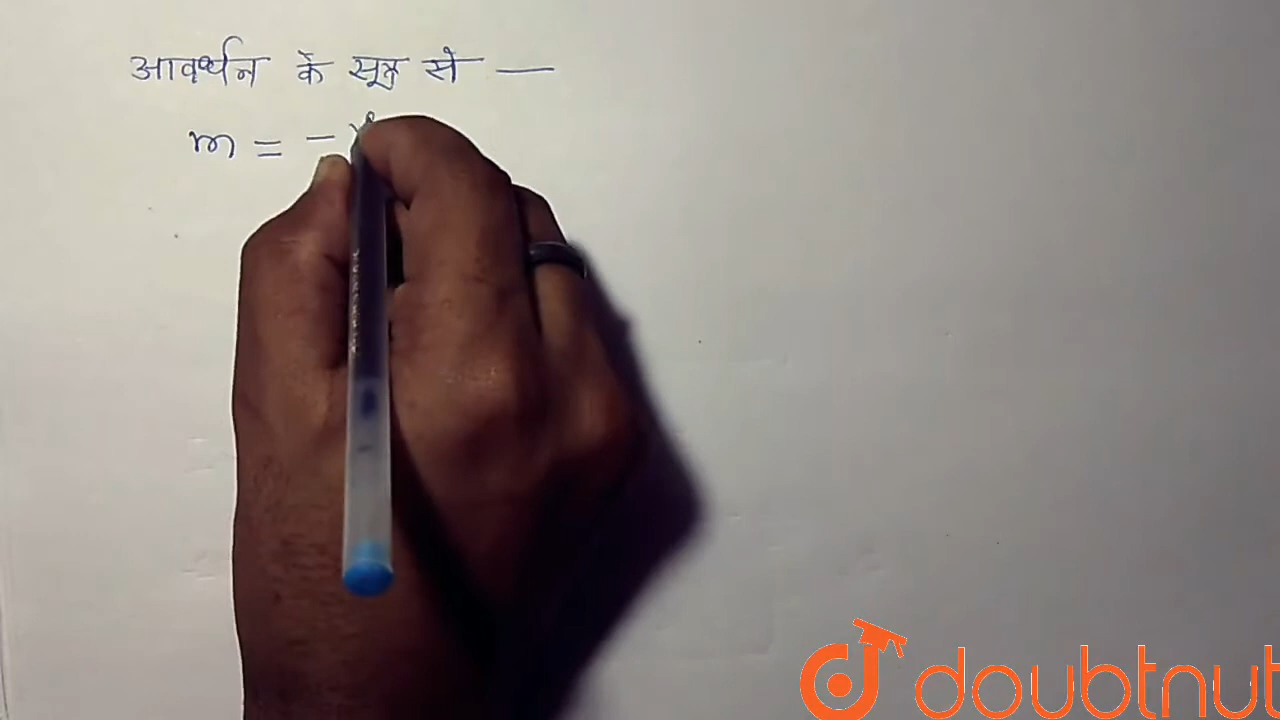 आवर्धन के सूत्र से —
m = -
doubtnut